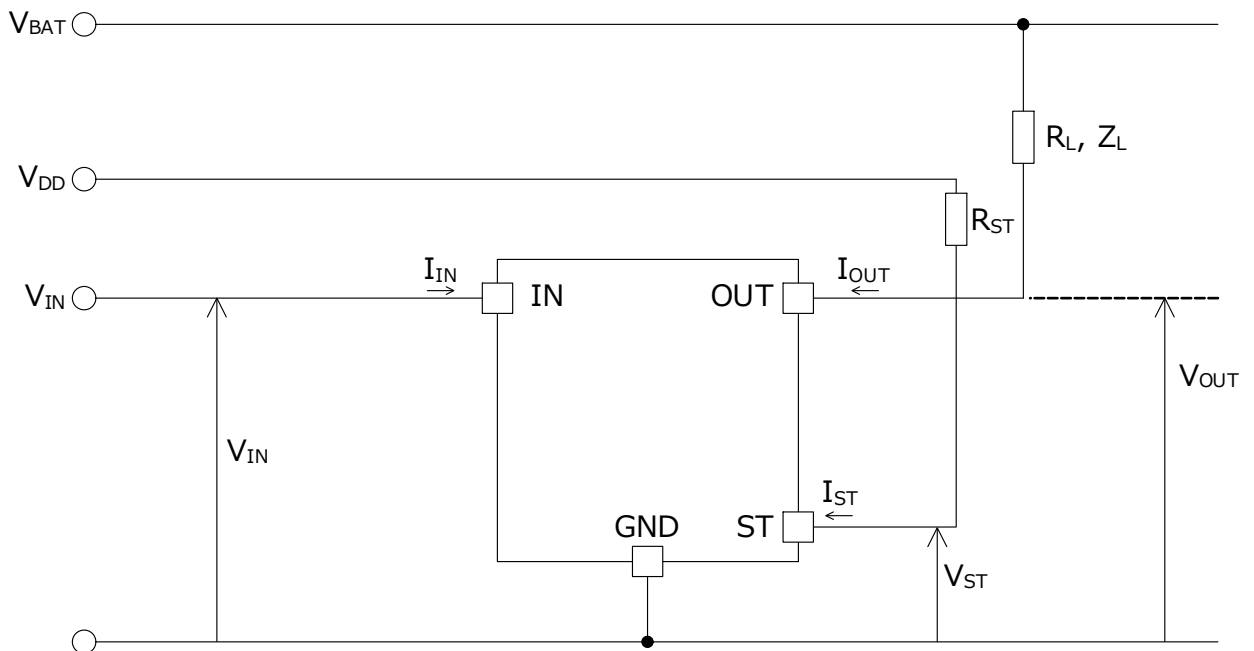 VBAT
RL, ZL
VDD
RST
IIN
IOUT
VIN
IN
OUT
VOUT
VIN
IST
GND
ST
VST